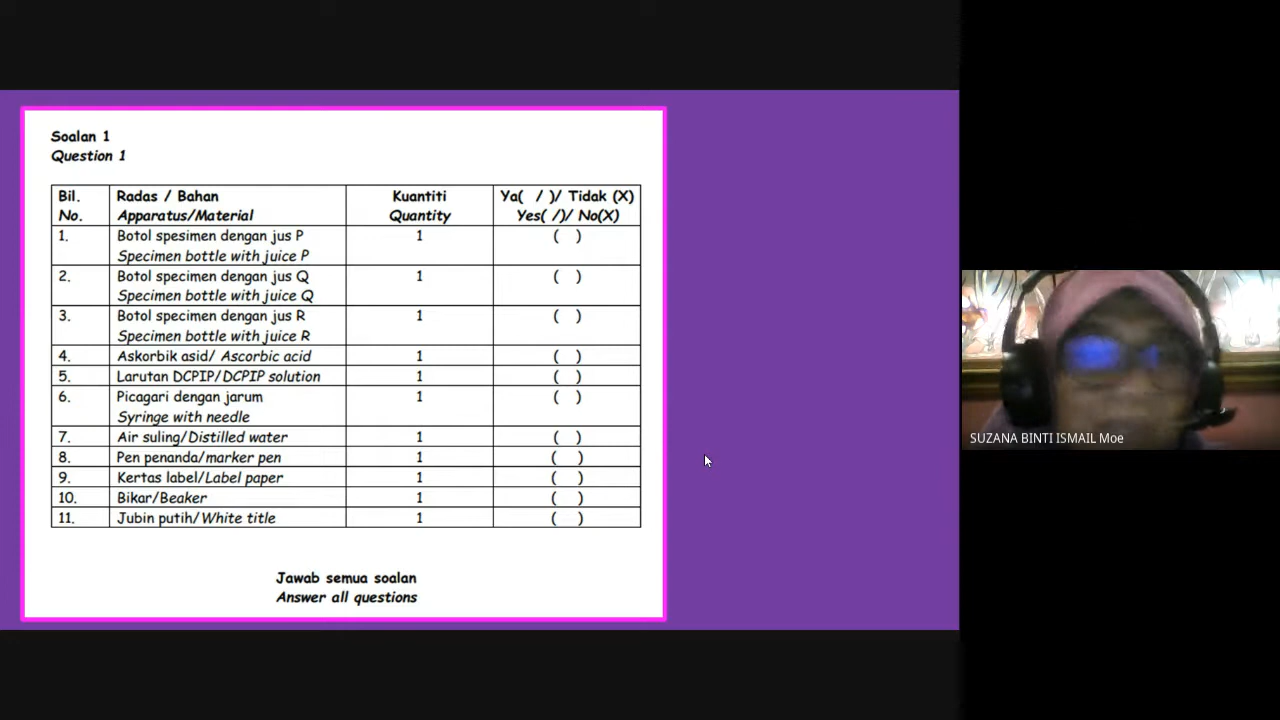 Soalan 1
Question 1
Bil. Radas / Bahan Kuantiti Ya( / )/ Tidak (X)
No. Apparatus/Material Quantity Yes( /)/ No(X)
1. Botol spesimen dengan jus P 1 ( )
Specimen bottle with juice P
2. Botol specimen dengan jus Q 1 ( )
Specimen bottle with juice Q
3. Botol specimen dengan jus R 1 ( )
Specimen bottle with juice R
4. Askorbik asid/ Ascorbic acid 1 ( )
5. Larutan DCPIP/DCPIP solution 1 ( )
6. Picagari dengan jarum 1 ( )
Syringe with needle
7. Air suling/Distilled water 1 ( )
8. Pen penanda/marker pen 1 ( )
9. Kertas label/Label paper 1 ( )
10. Bikar/Beaker 1 ( )
11. Jubin putih/White title 1 ( )
Jawab semua soalan
Answer all questions
SUZANA BINTI ISMAIL Moe